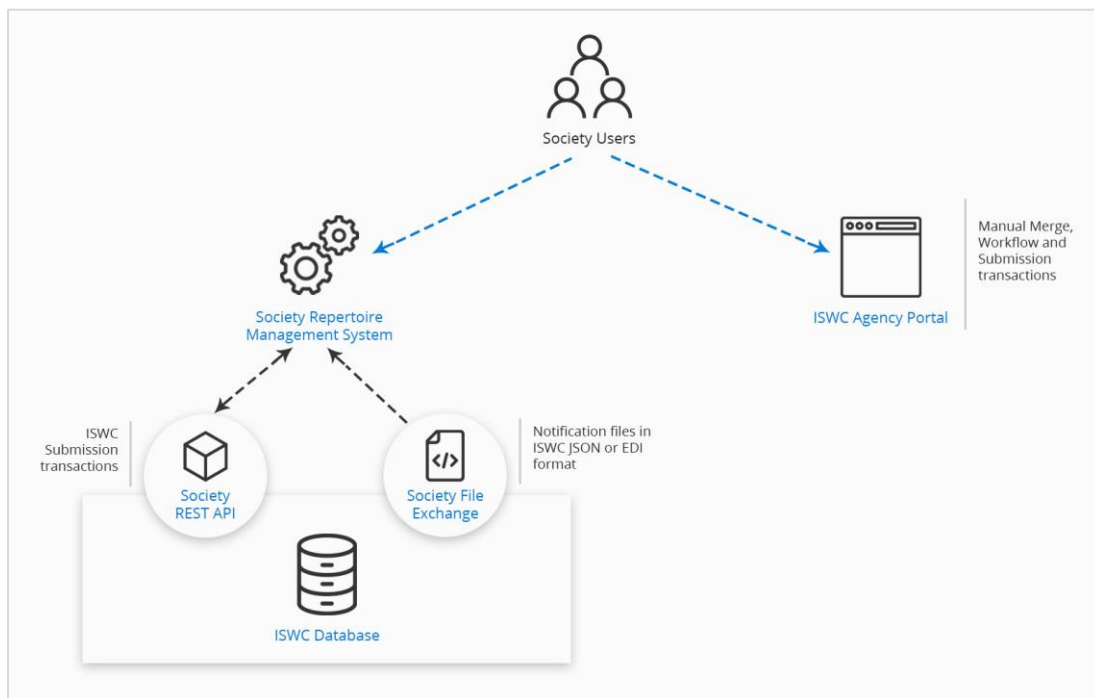 Society Users
Manual Merge,
Workflow and
Submission
transactions
Society Repertoire
Management System
ISWC Agency Portal
ISWC
Submission
transactions
Society
REST API
Society File
Exchange
Notification files in
ISWC JSON or EDI
format
ISWC Database